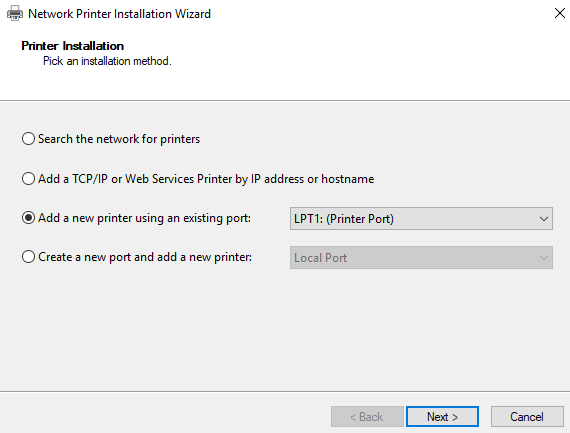 Network Printer Installation Wizard
Printer Installation
Pick an installation method.
Search the network for printers
Add a TCP/IP or Web Services Printer by IP address or hostname
Add a new printer using an existing port: LPT1: (Printer Port)
Create a new port and add a new printer: Local Port
< Back Next > Cancel